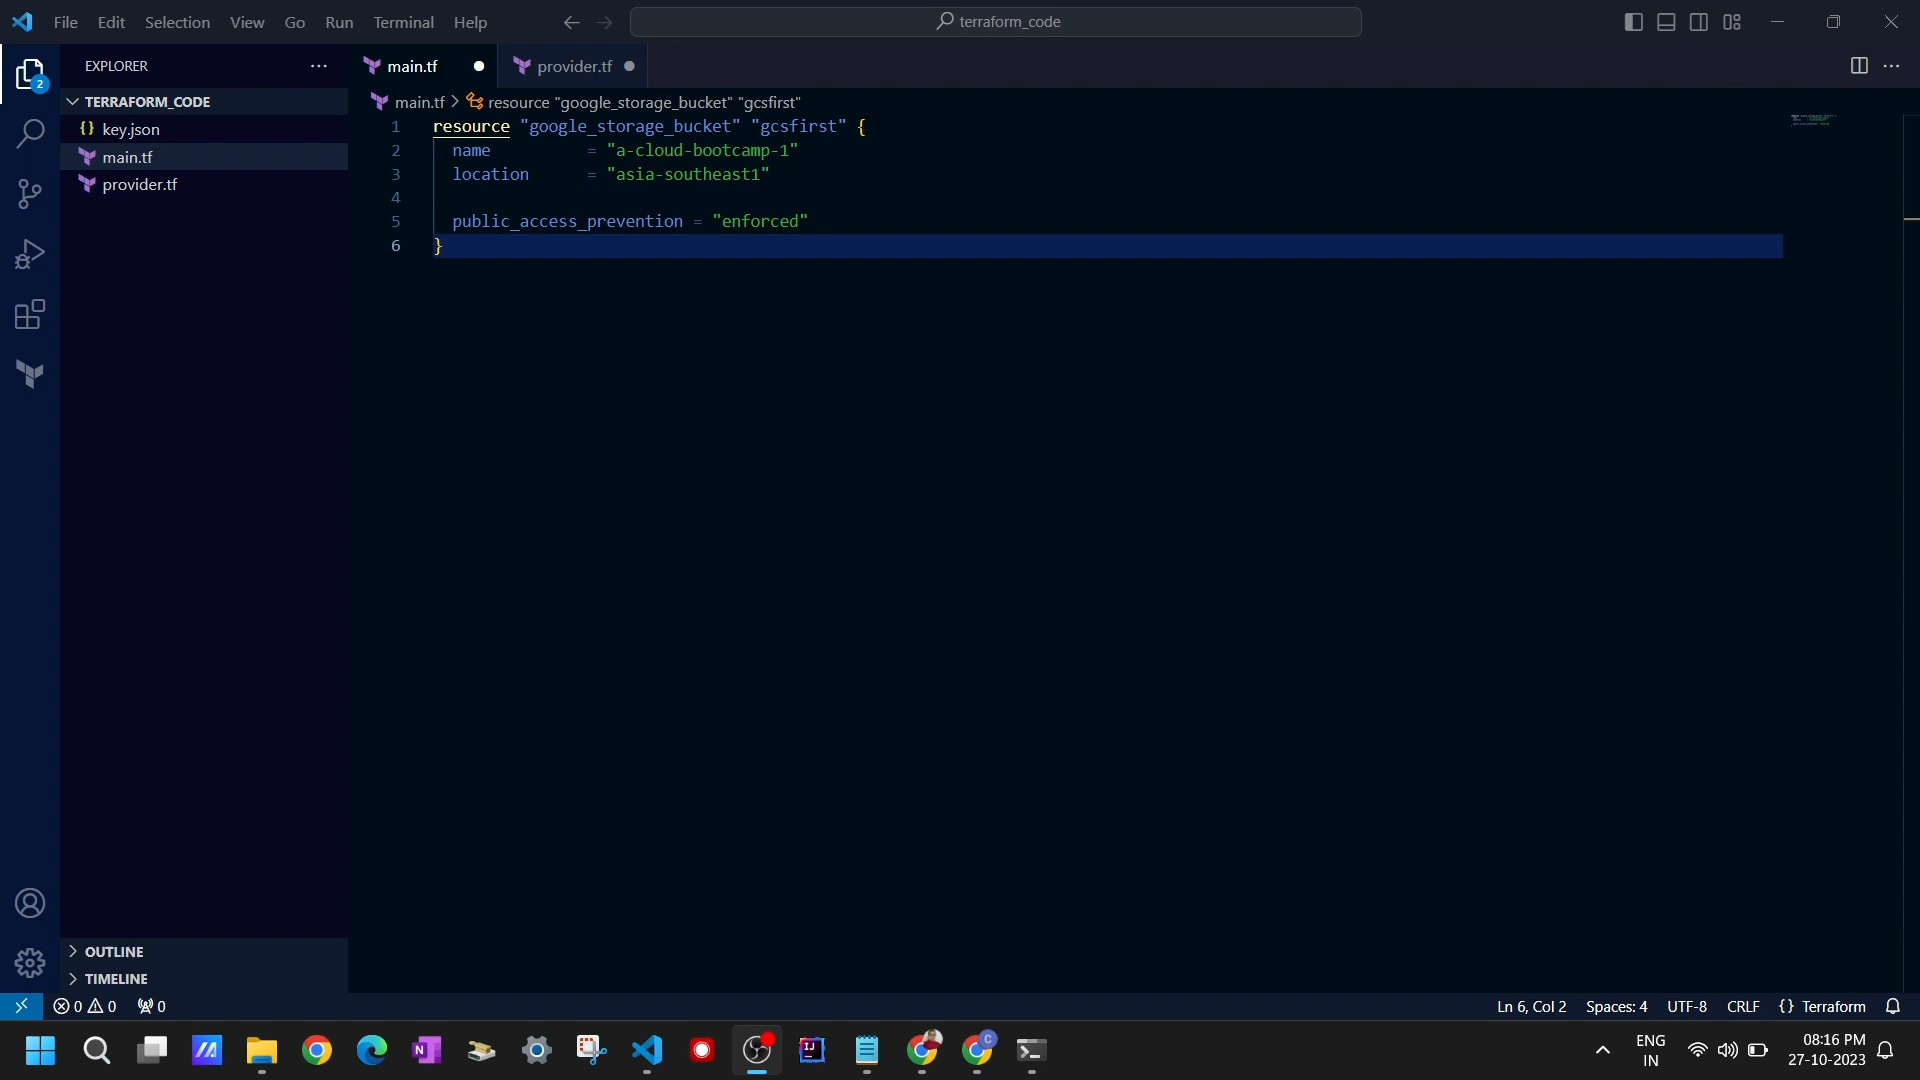 File Edit Selection View Go Run Terminal Help
terraform_code
EXPLORER
main.tf
provider.tf
2
TERRAFORM_CODE
main.tf > resource "google_storage_bucket" "gcsfirst"
key.json
main.tf
provider.tf
1 resource "google_storage_bucket" "gcsfirst" {
2 name = "a-cloud-bootcamp-1"
3 location = "asia-southeast1"
4
5 public_access_prevention = "enforced"
6 }
OUTLINE
TIMELINE
0 0 0
Ln 6, Col 2 Spaces: 4 UTF-8 CRLF {} Terraform
ENG
IN
08:16 PM
27-10-2023